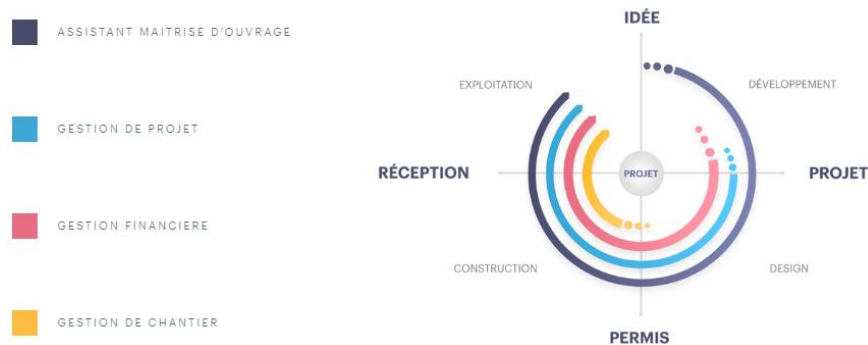 ASSISTANT MAITRISE D'OUVRAGE
GESTION DE PROJET
GESTION FINANCIERE
GESTION DE CHANTIER
IDÉE
EXPLOITATION
DÉVELOPPEMENT
RÉCEPTION
PROJET
PROJET
CONSTRUCTION
DESIGN
PERMIS